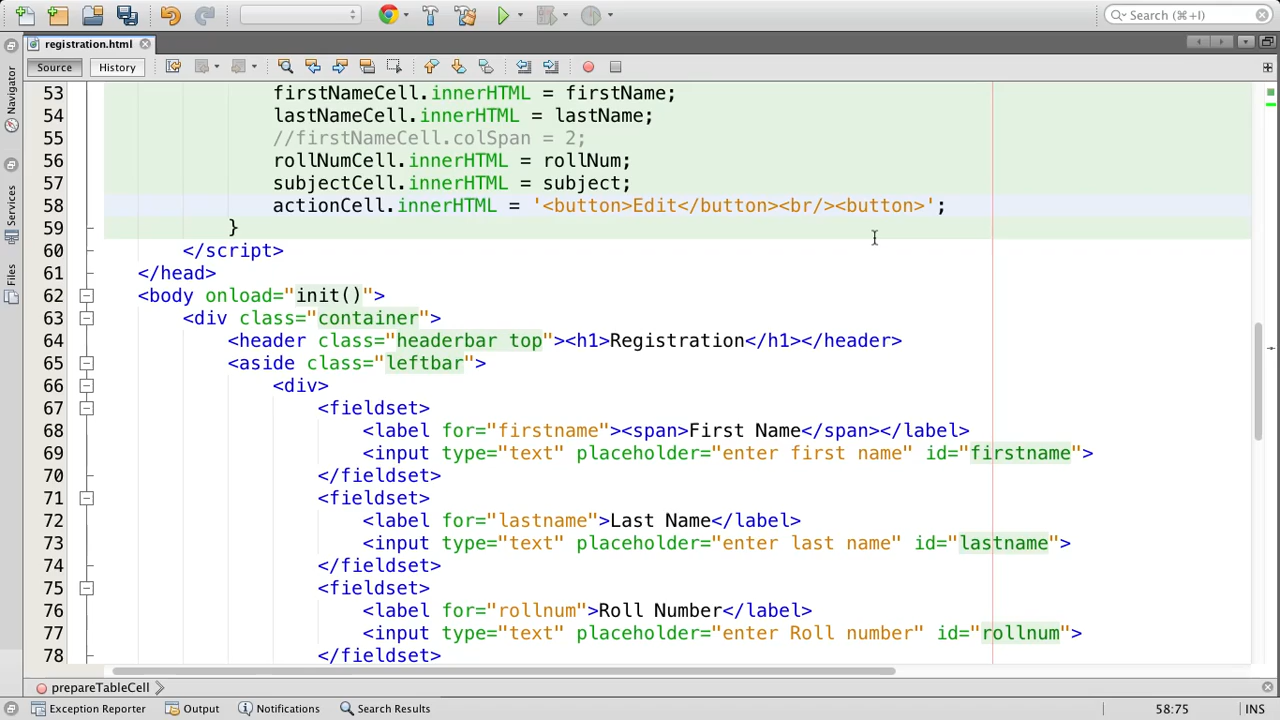 Search (⌘+I)
registration.html
Source
History
Navigator
Services
Files
53 firstNameCell.innerHTML = firstName;
54 lastNameCell.innerHTML = lastName;
55 //firstNameCell.colSpan = 2;
56 rollNumCell.innerHTML = rollNum;
57 subjectCell.innerHTML = subject;
58 actionCell.innerHTML = '<button>Edit</button><br/><button>';
59 }
60 </script>
61 </head>
62 <body onload="init()">
63 <div class="container">
64 <header class="headerbar top"><h1>Registration</h1></header>
65 <aside class="leftbar">
66 <div>
67 <fieldset>
68 <label for="firstname"><span>First Name</span></label>
69 <input type="text" placeholder="enter first name" id="firstname">
70 </fieldset>
71 <fieldset>
72 <label for="lastname">Last Name</label>
73 <input type="text" placeholder="enter last name" id="lastname">
74 </fieldset>
75 <fieldset>
76 <label for="rollnum">Roll Number</label>
77 <input type="text" placeholder="enter Roll number" id="rollnum">
78 </fieldset>
prepareTableCell
Exception Reporter
Output
Notifications
Search Results
58:75
INS